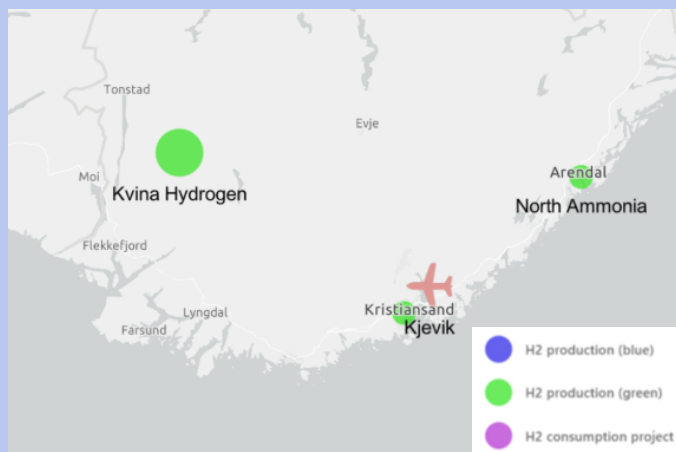 Tonstad
Evje
Moi
Kvina Hydrogen
Arendal
North Ammonia
Flekkefjord
Lyngdal
Farsund
Kristiansand
Kjevik
H2 production (blue)
H2 production (green)
H2 consumption project